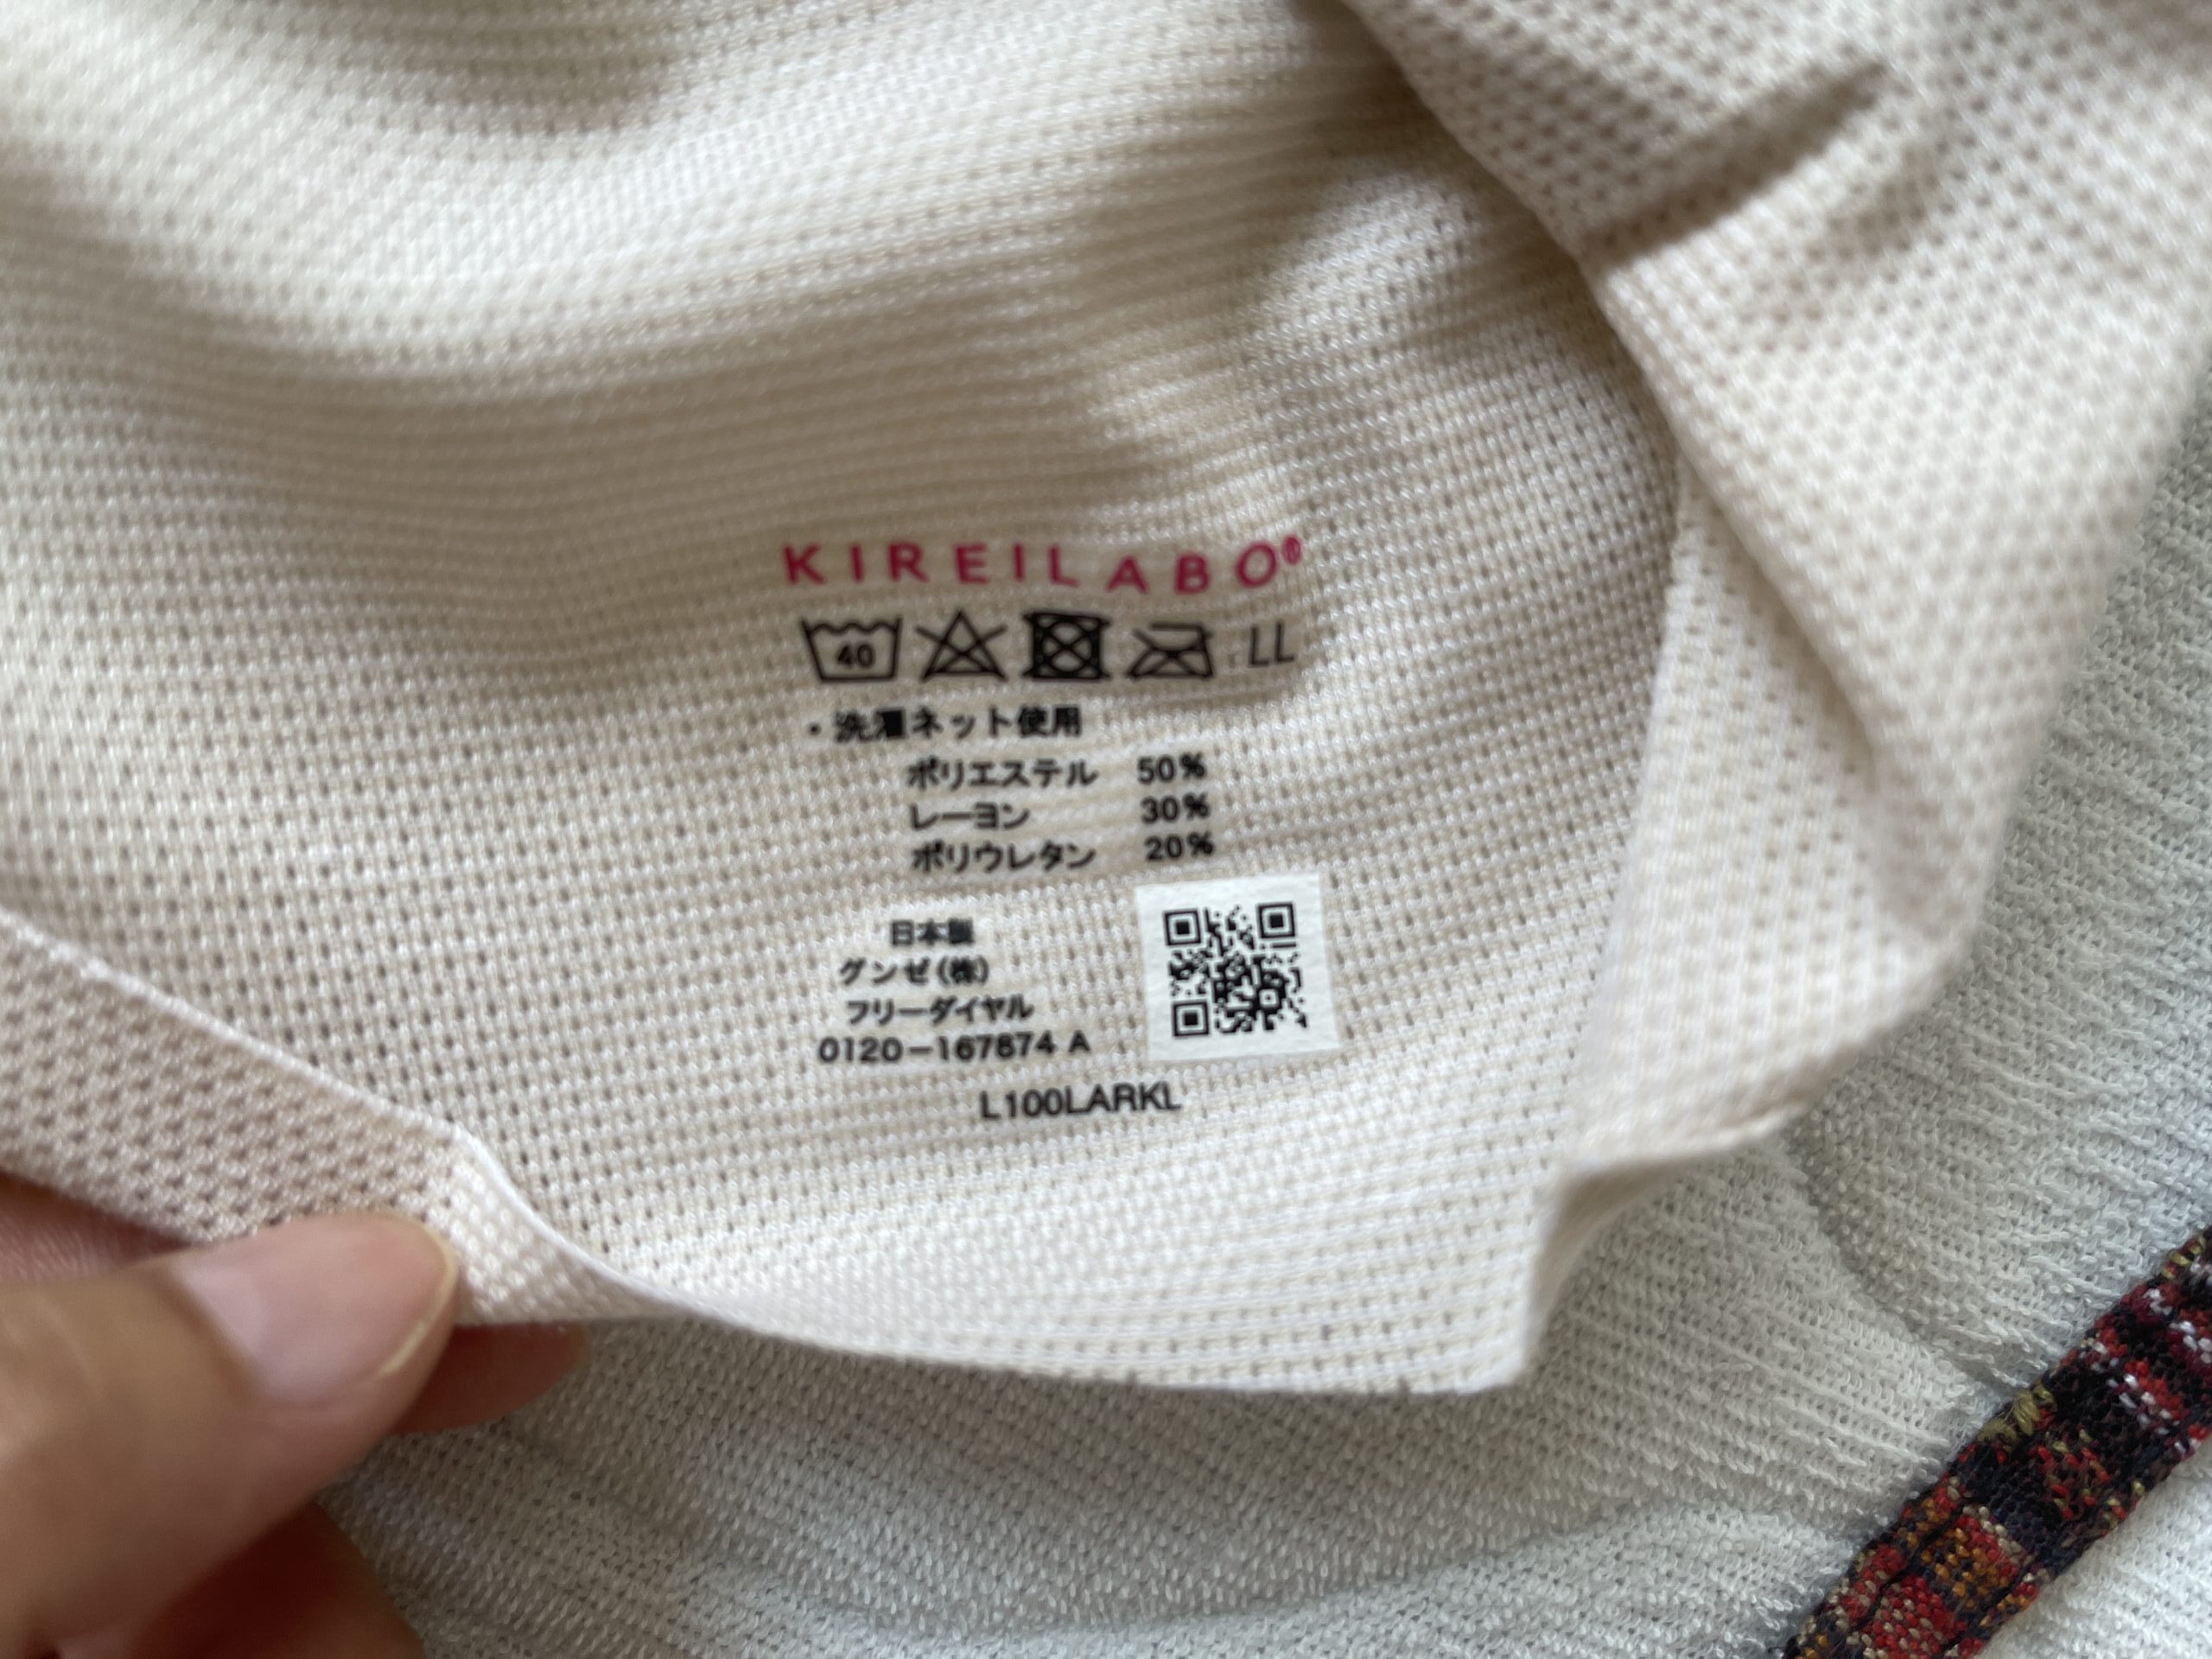 KIREILABO®
40 LL
・洗濯ネット使用
ポリエステル 50%
レーヨン 30%
ポリウレタン 20%
日本製
グンゼ(株)
フリーダイヤル
0120-167874 A
L100LARKL